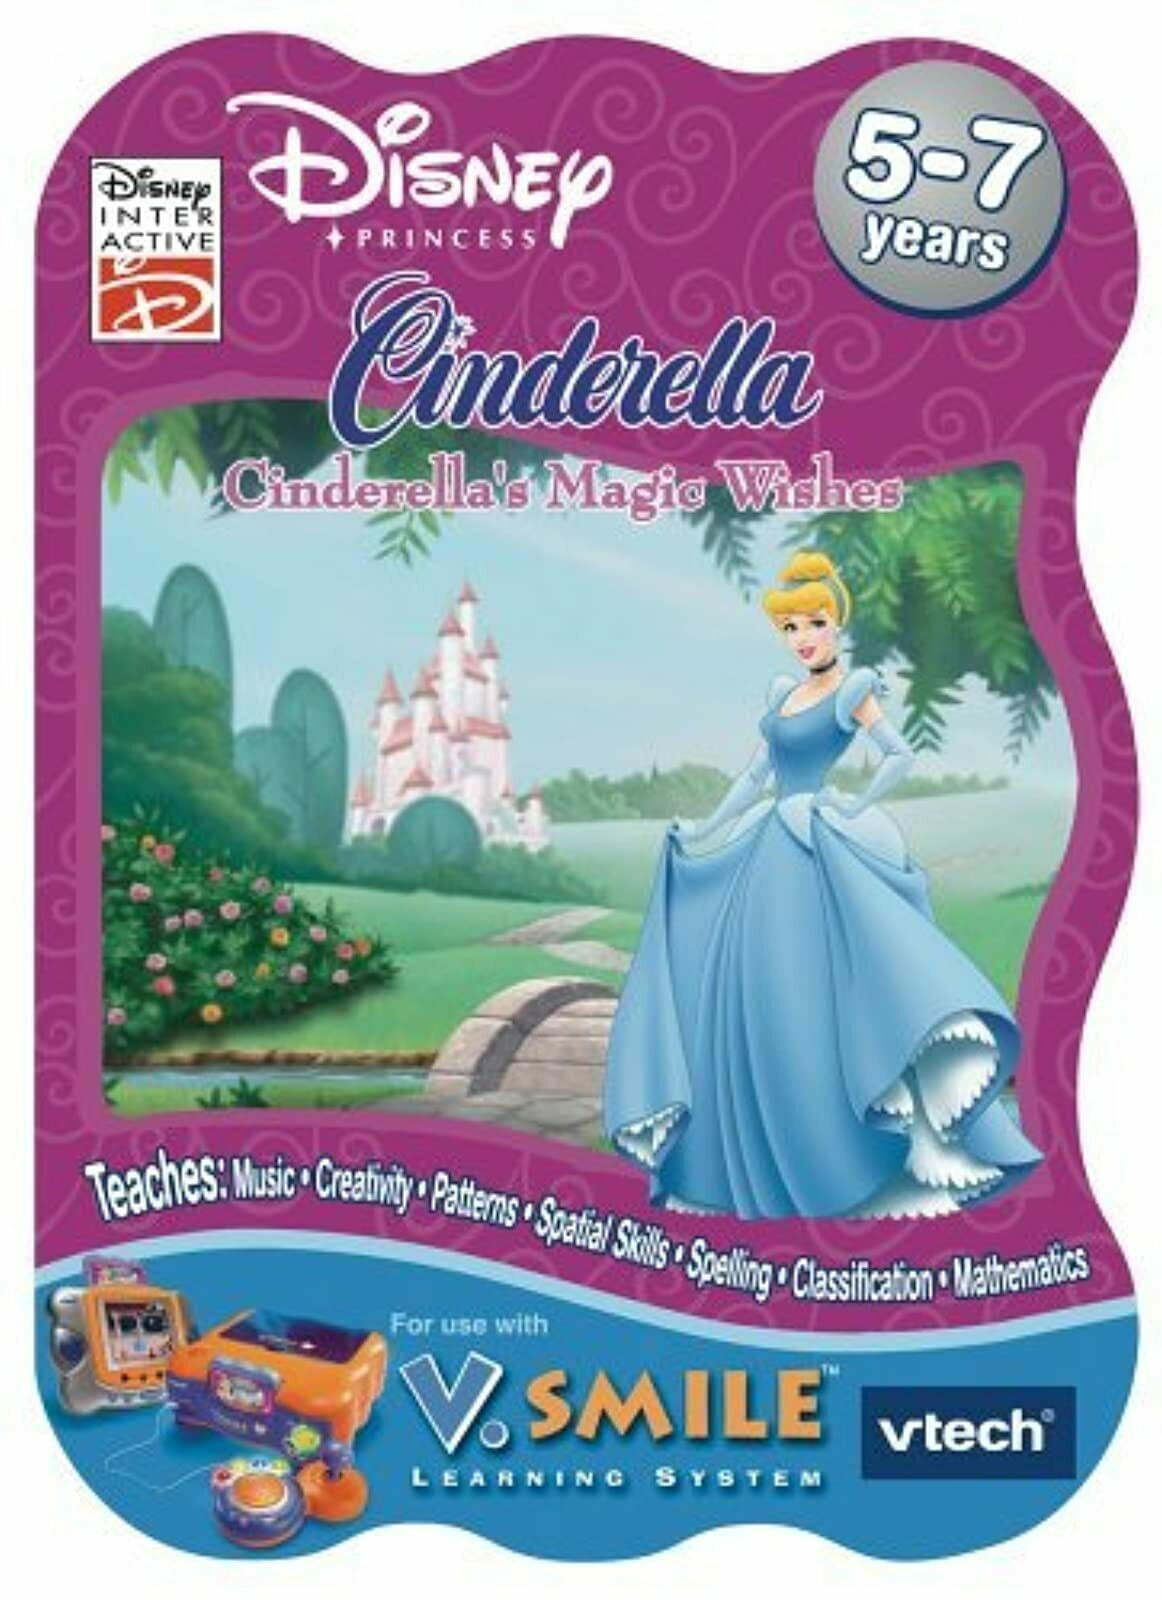 Disney
PRINCESS
5-7
years
Disney
INTER
ACTIVE
Cinderella
Cinderella's Magic Wishes
Teaches: Music • Creativity • Patterns • Spatial Skills • Spelling • Classification • Mathematics
For use with
V.SMILE™
LEARNING SYSTEM
vtech®